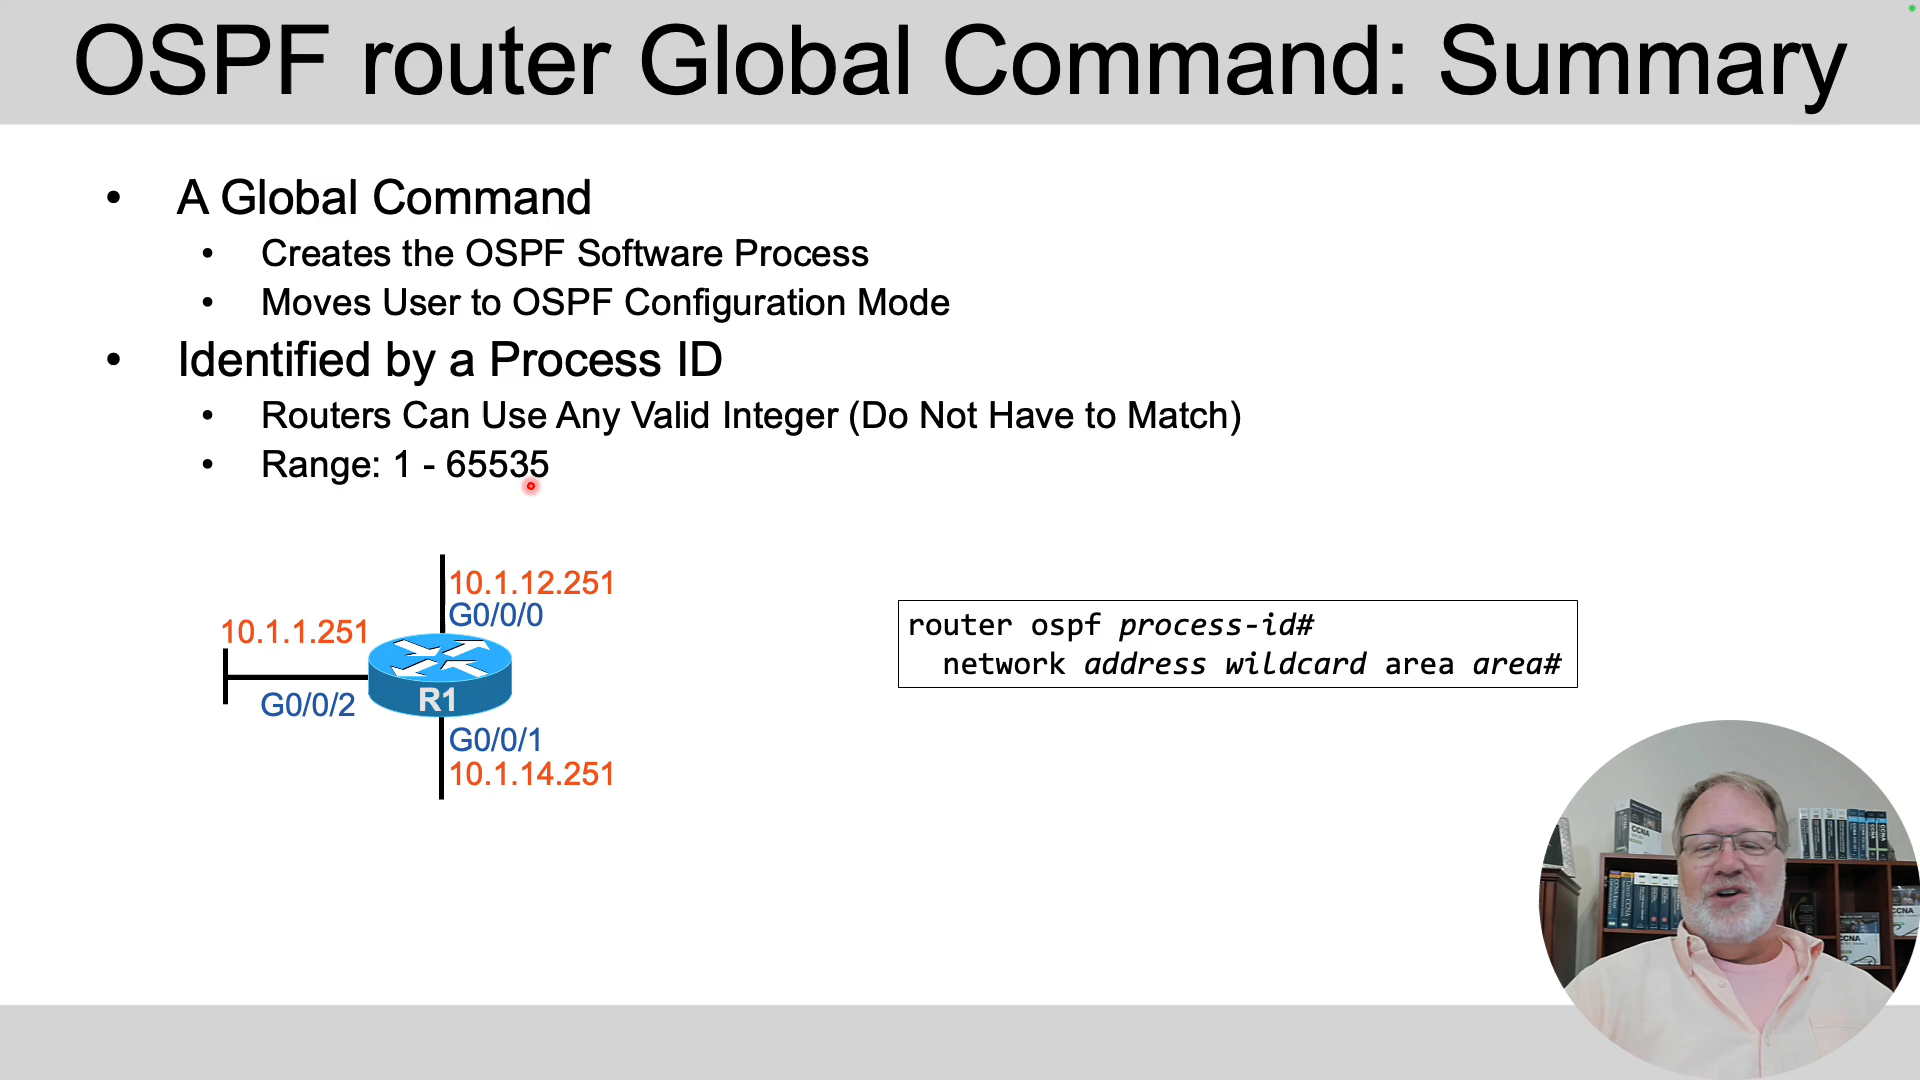 OSPF router Global Command: Summary
• A Global Command
• Creates the OSPF Software Process
• Moves User to OSPF Configuration Mode
• Identified by a Process ID
• Routers Can Use Any Valid Integer (Do Not Have to Match)
• Range: 1 - 65535
10.1.12.251
G0/0/0
10.1.1.251
G0/0/2
R1
G0/0/1
10.1.14.251
router ospf process-id#
network address wildcard area area#
CCNA
CCNA
CCNA